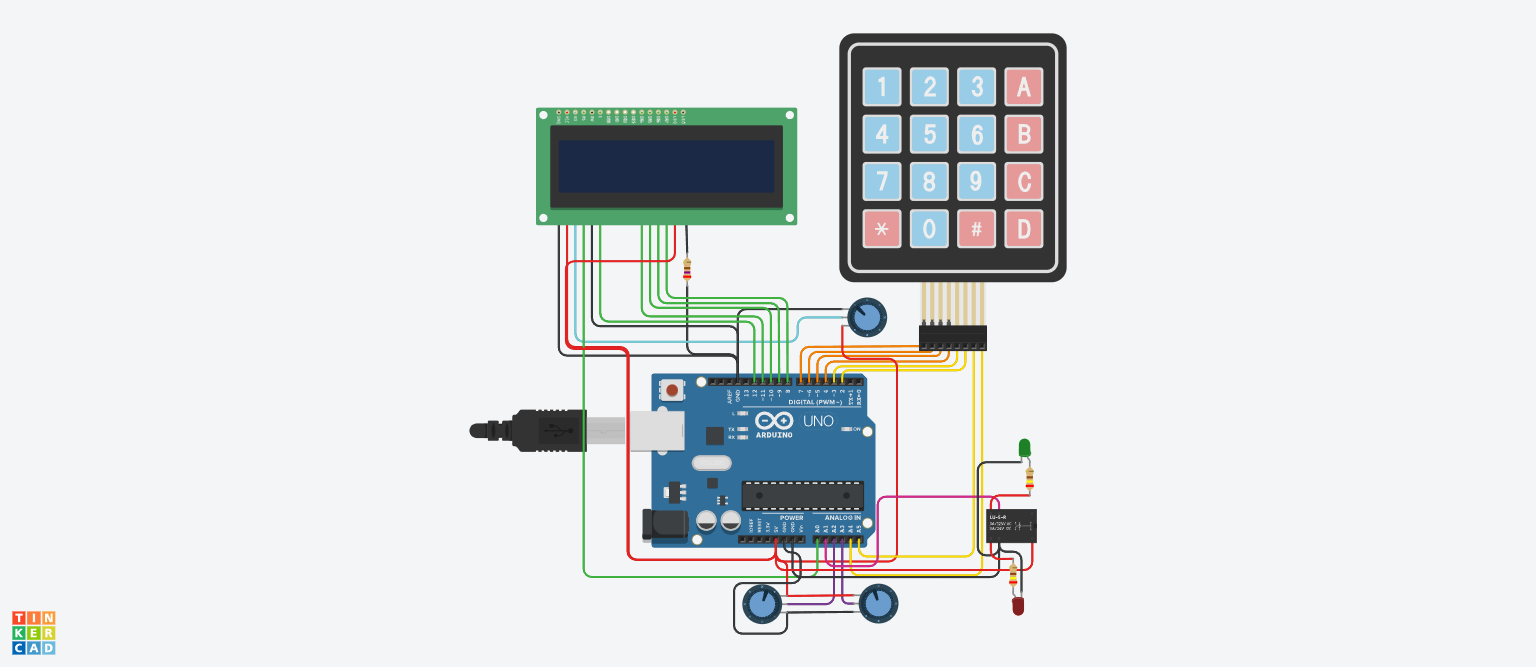 1 2 3 A
4 5 6 B
7 8 9 C
* 0 # D
AREF
GND
13
12
~11
~10
~9
8
7
~6
~5
4
~3
2
TX→1
RX←0
DIGITAL (PWM~)
L
TX
RX
ARDUINO
UNO
ON
POWER
ANALOG IN
IOREF
RESET
3.3V
5V
GND
GND
Vin
A0
A1
A2
A3
A4
A5
LU-5-R
TIN
KER
CAD